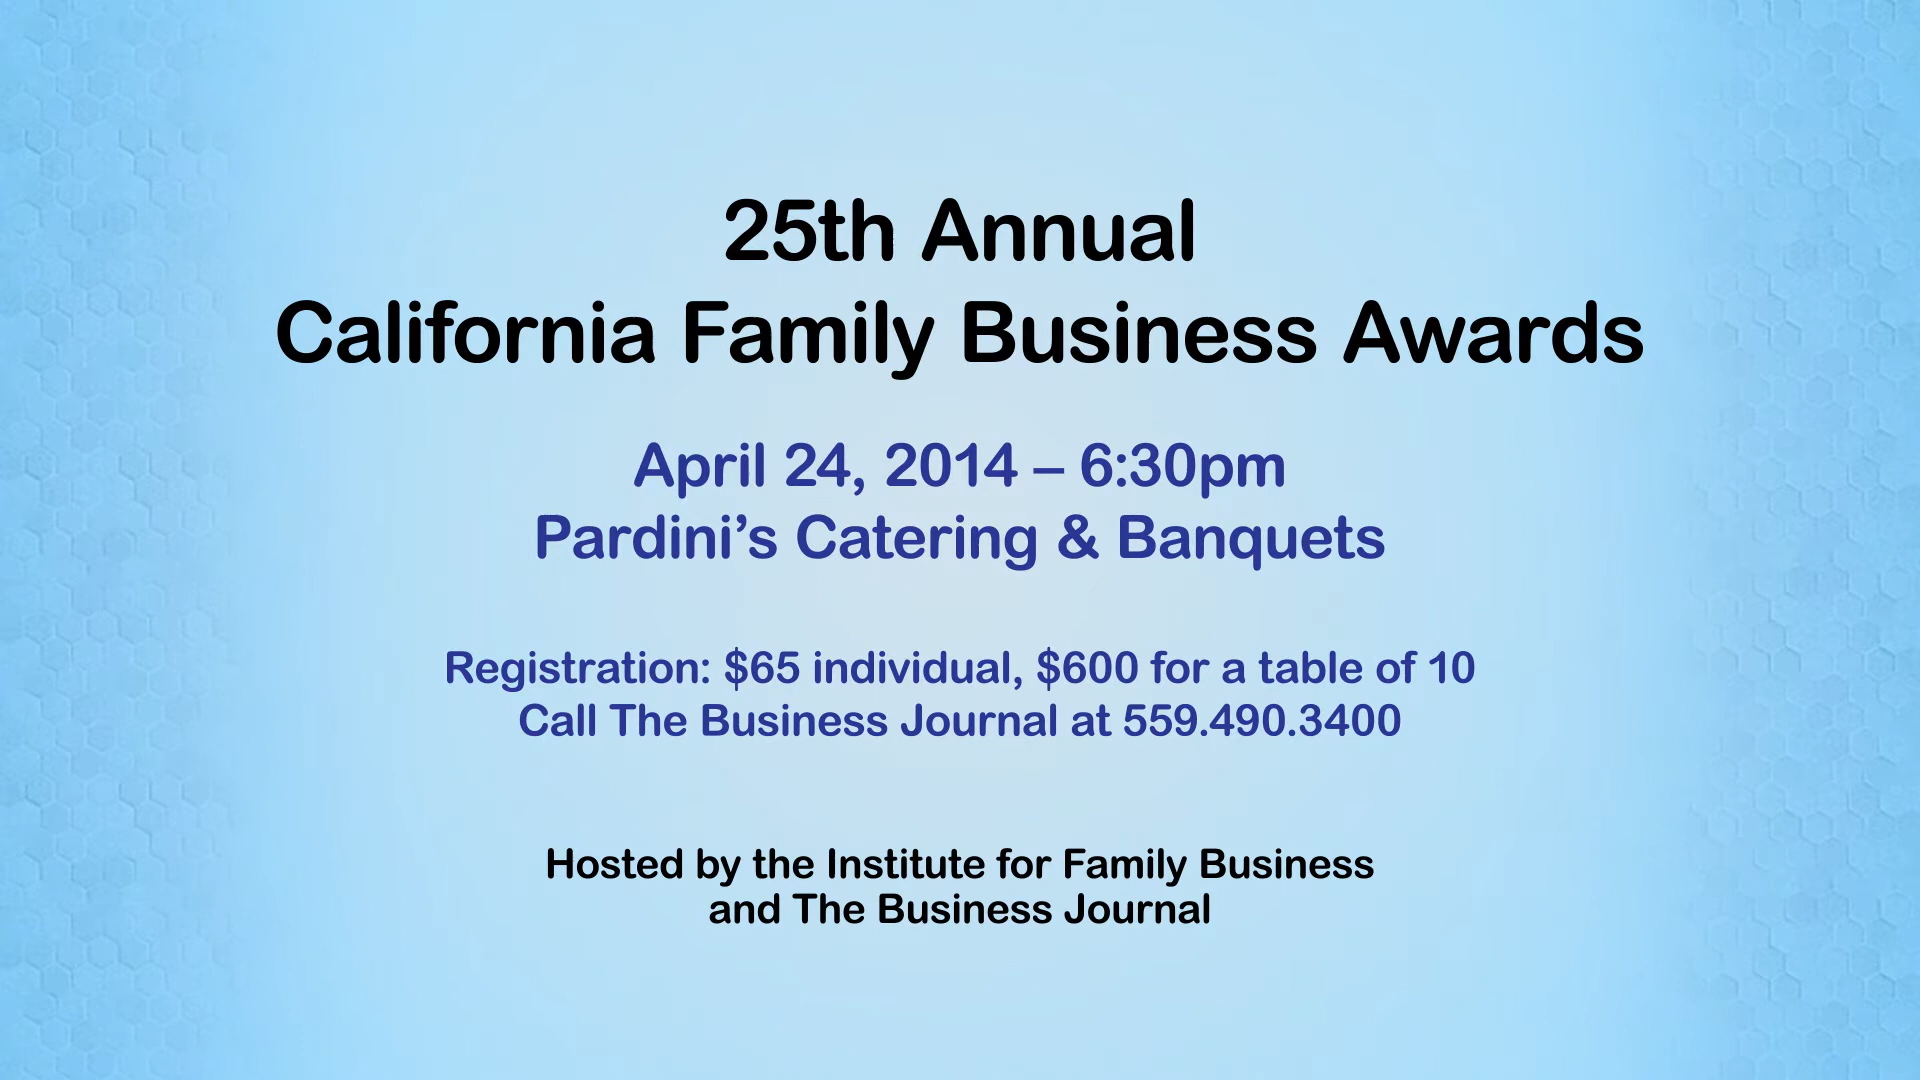 25th Annual
California Family Business Awards
April 24, 2014 – 6:30pm
Pardini’s Catering & Banquets
Registration: $65 individual, $600 for a table of 10
Call The Business Journal at 559.490.3400
Hosted by the Institute for Family Business
and The Business Journal